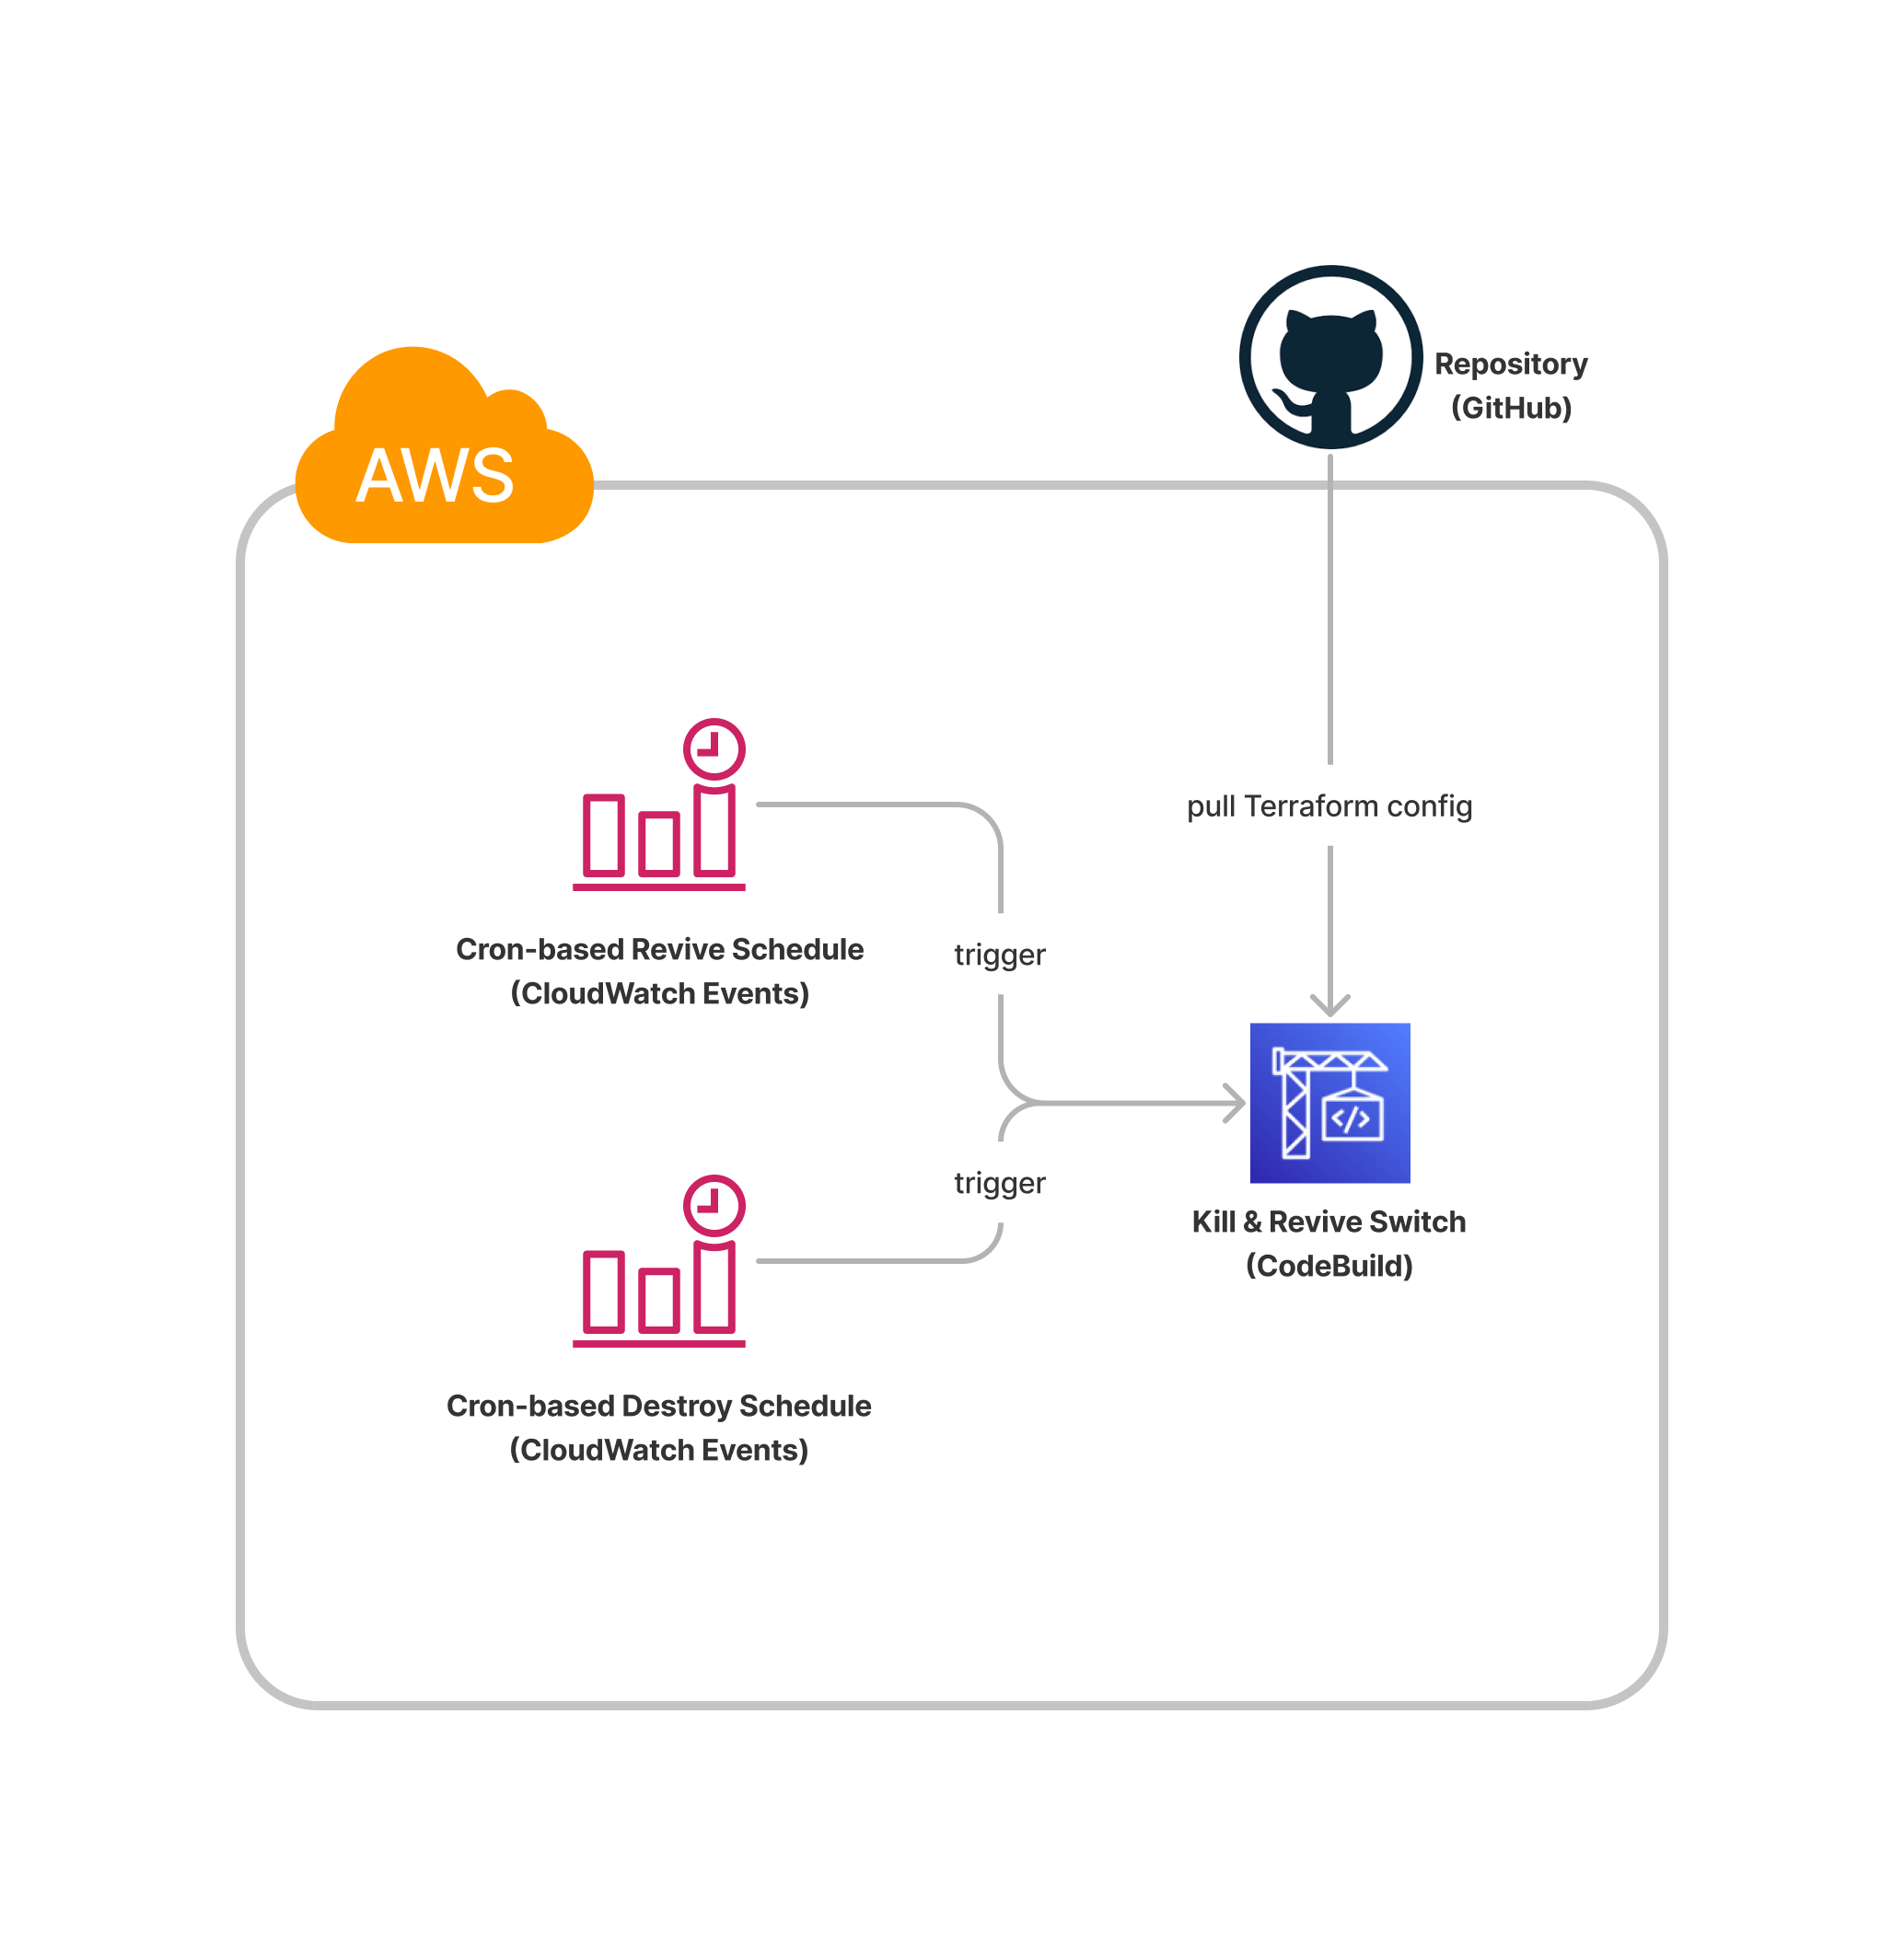 Repository
(GitHub)
AWS
pull Terraform config
Cron-based Revive Schedule
(CloudWatch Events)
trigger
trigger
Kill & Revive Switch
(CodeBuild)
Cron-based Destroy Schedule
(CloudWatch Events)